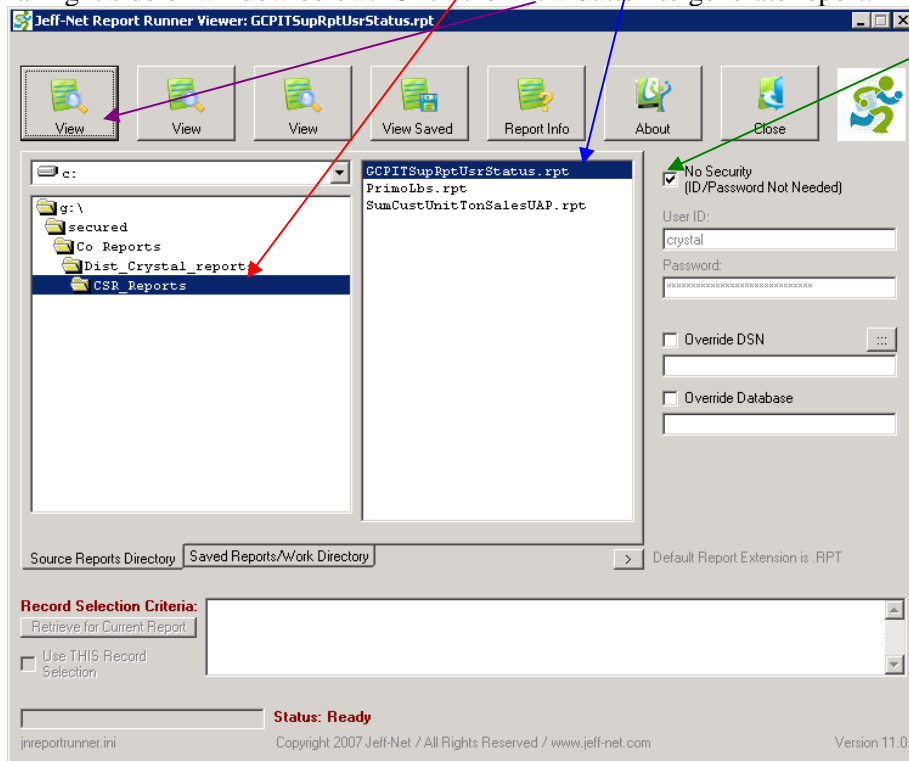 Jeff-Net Report Runner Viewer: GCPITSupRptUsrStatus.rpt
View View View View Saved Report Info About Close
c:
g:\
secured
Co Reports
Dist_Crystal_reports
CSR_Reports
GCPITSupRptUsrStatus.rpt
PrimoLbs.rpt
SumCustUnitTonSalesUAP.rpt
No Security
(ID/Password Not Needed)
User ID:
crystal
Password:
*****************************
Override DSN
:::
Override Database
Source Reports Directory Saved Reports/Work Directory > Default Report Extension is .RPT
Record Selection Criteria:
Retrieve for Current Report
Use THIS Record
Selection
Status: Ready
jnreportrunner.ini Copyright 2007 Jeff-Net / All Rights Reserved / www.jeff-net.com Version 11.0